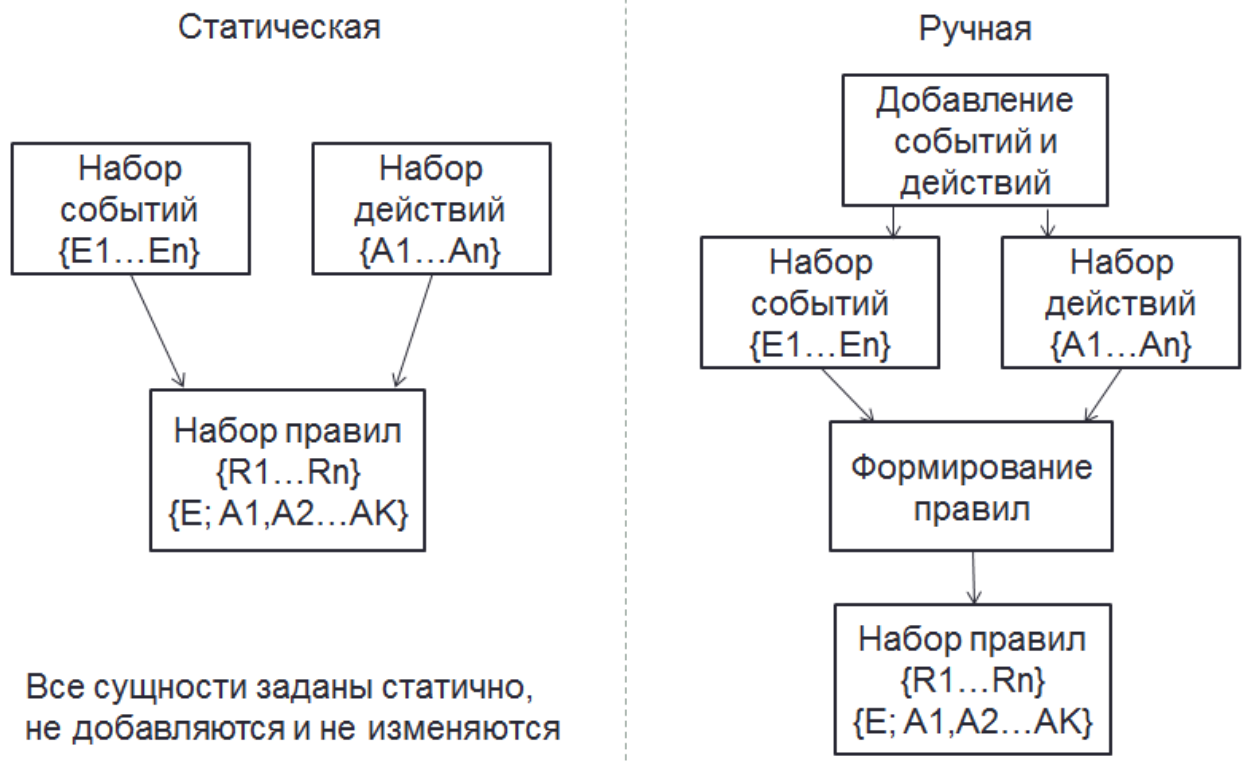 Статическая
Набор
событий
{E1…En}
Набор
действий
{A1…An}
Набор правил
{R1…Rn}
{E; A1,A2…AK}
Все сущности заданы статично,
не добавляются и не изменяются
Ручная
Добавление
событий и
действий
Набор
событий
{E1…En}
Набор
действий
{A1…An}
Формирование
правил
Набор правил
{R1…Rn}
{E; A1,A2…AK}